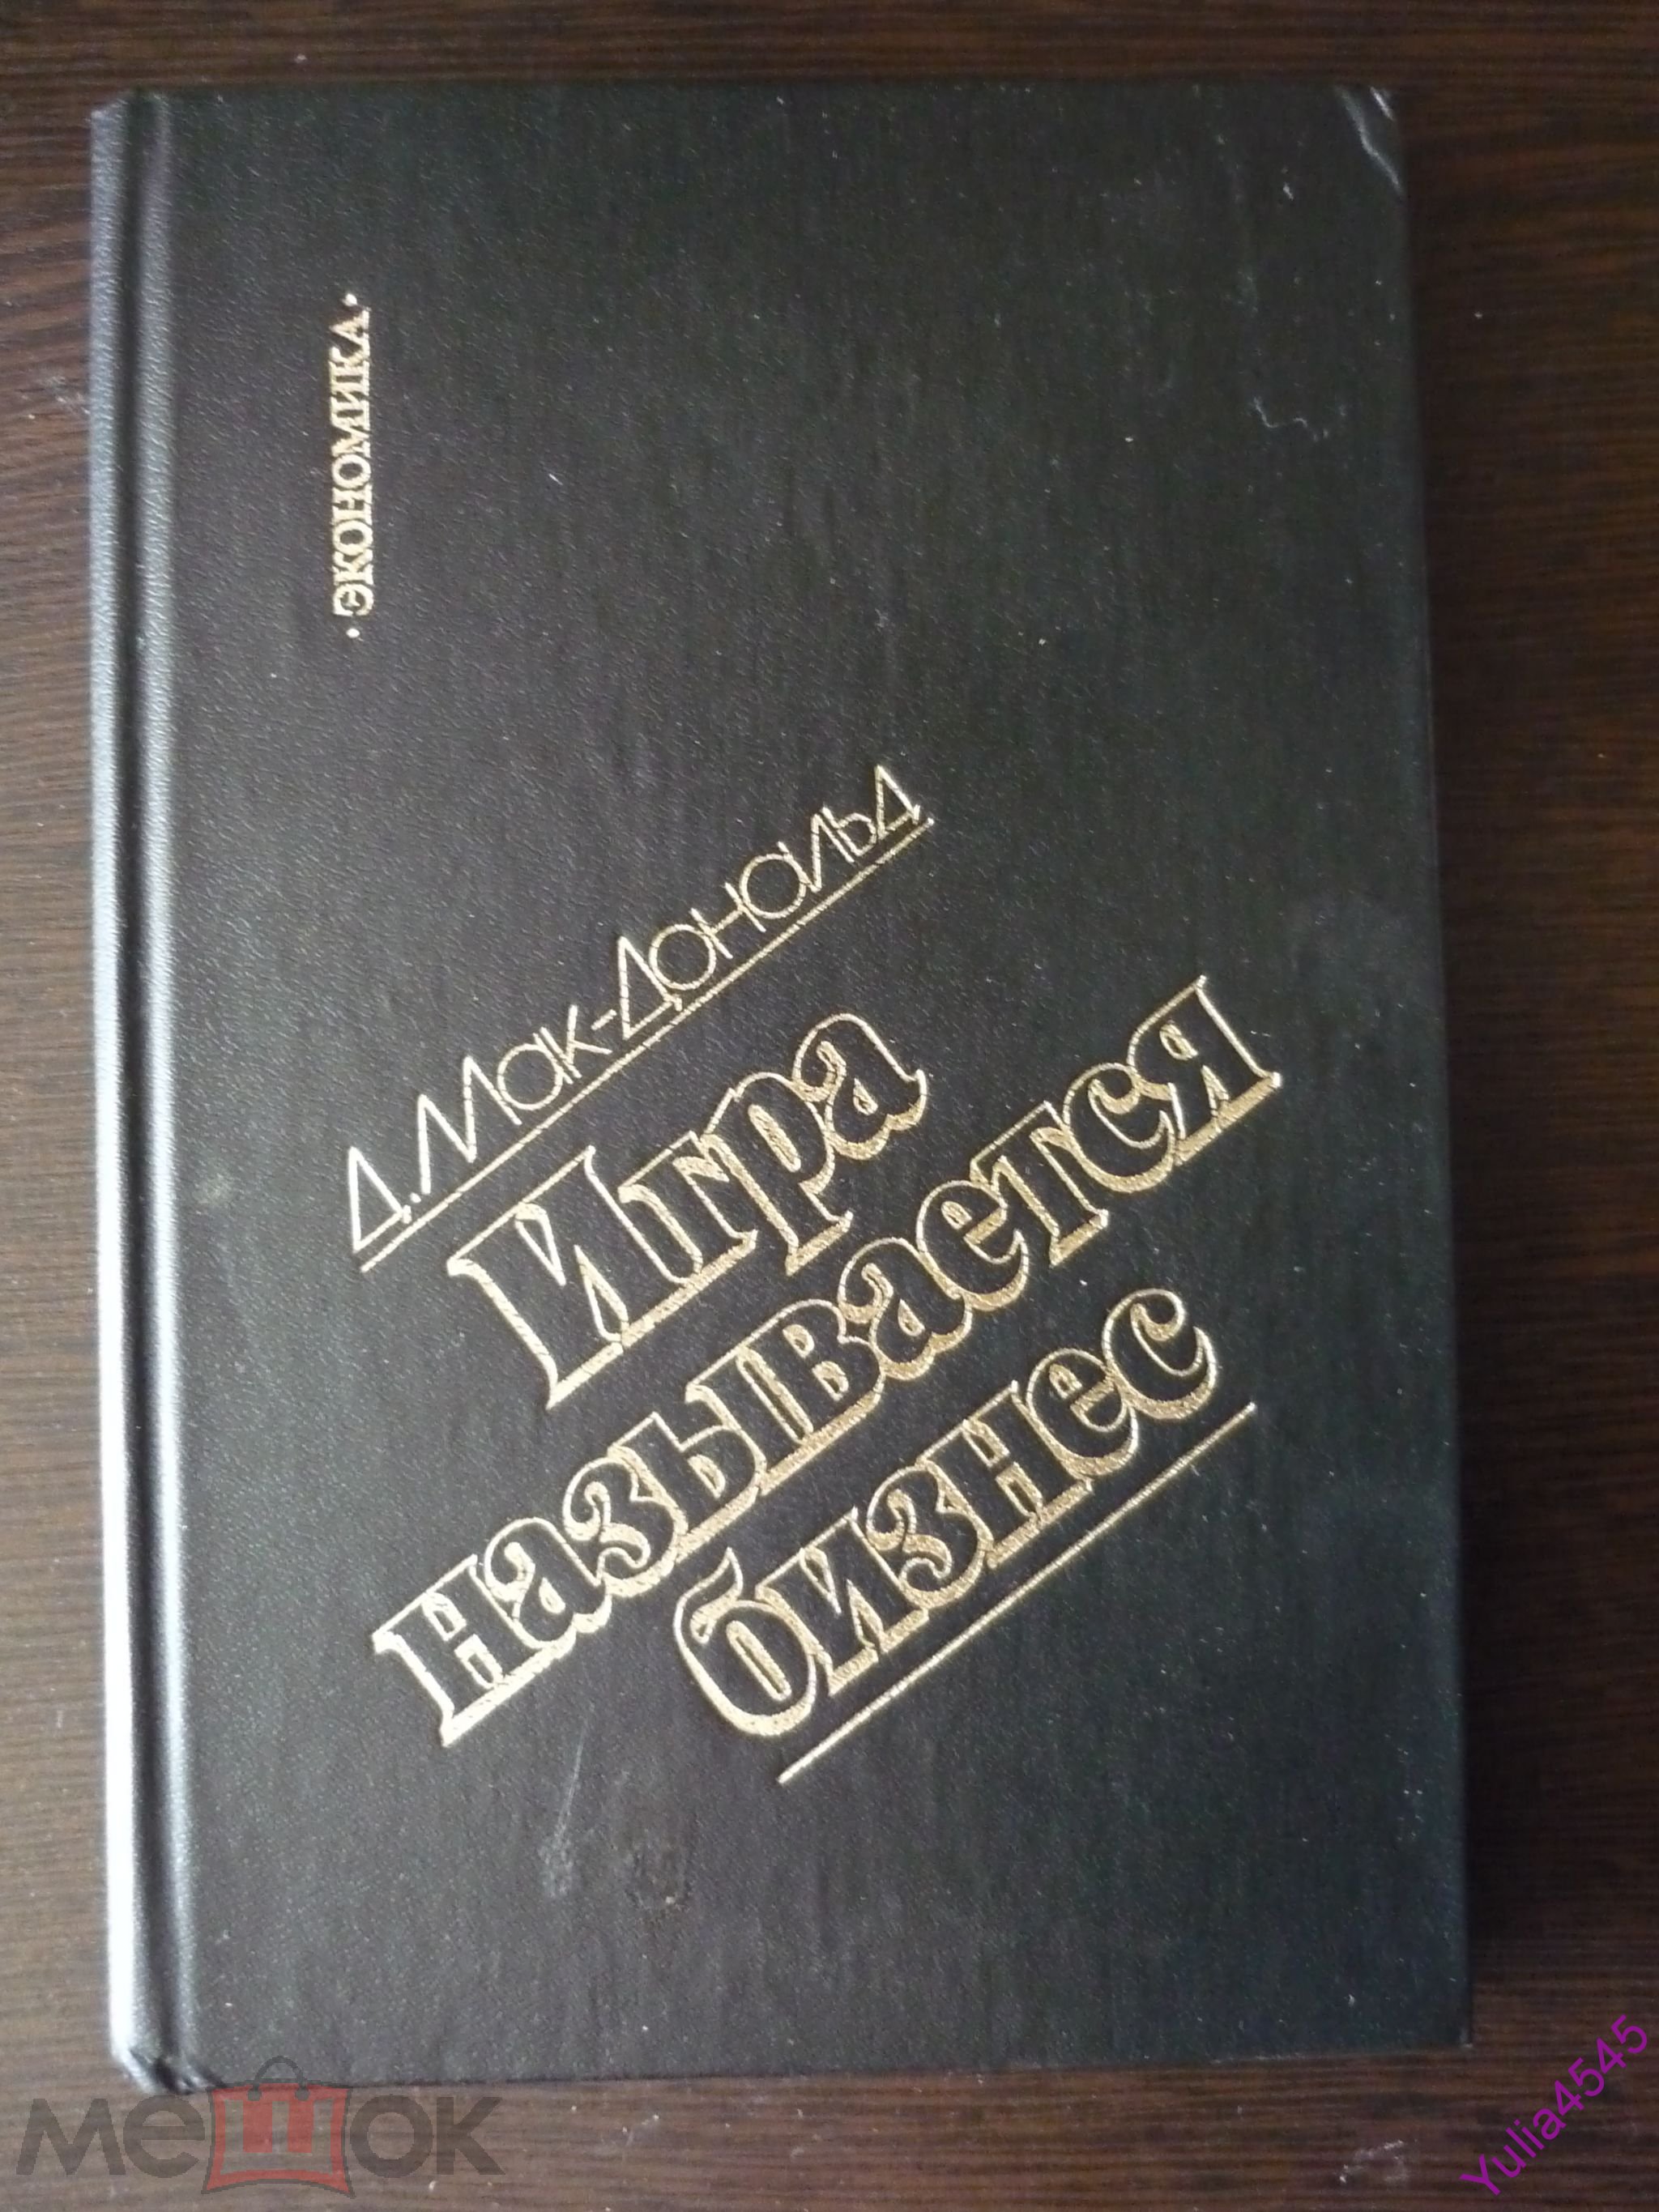 · ЭКОНОМИКА ·
Д. Мак-Дональд
Игра
называется
бизнес
мешок
Yulia4545